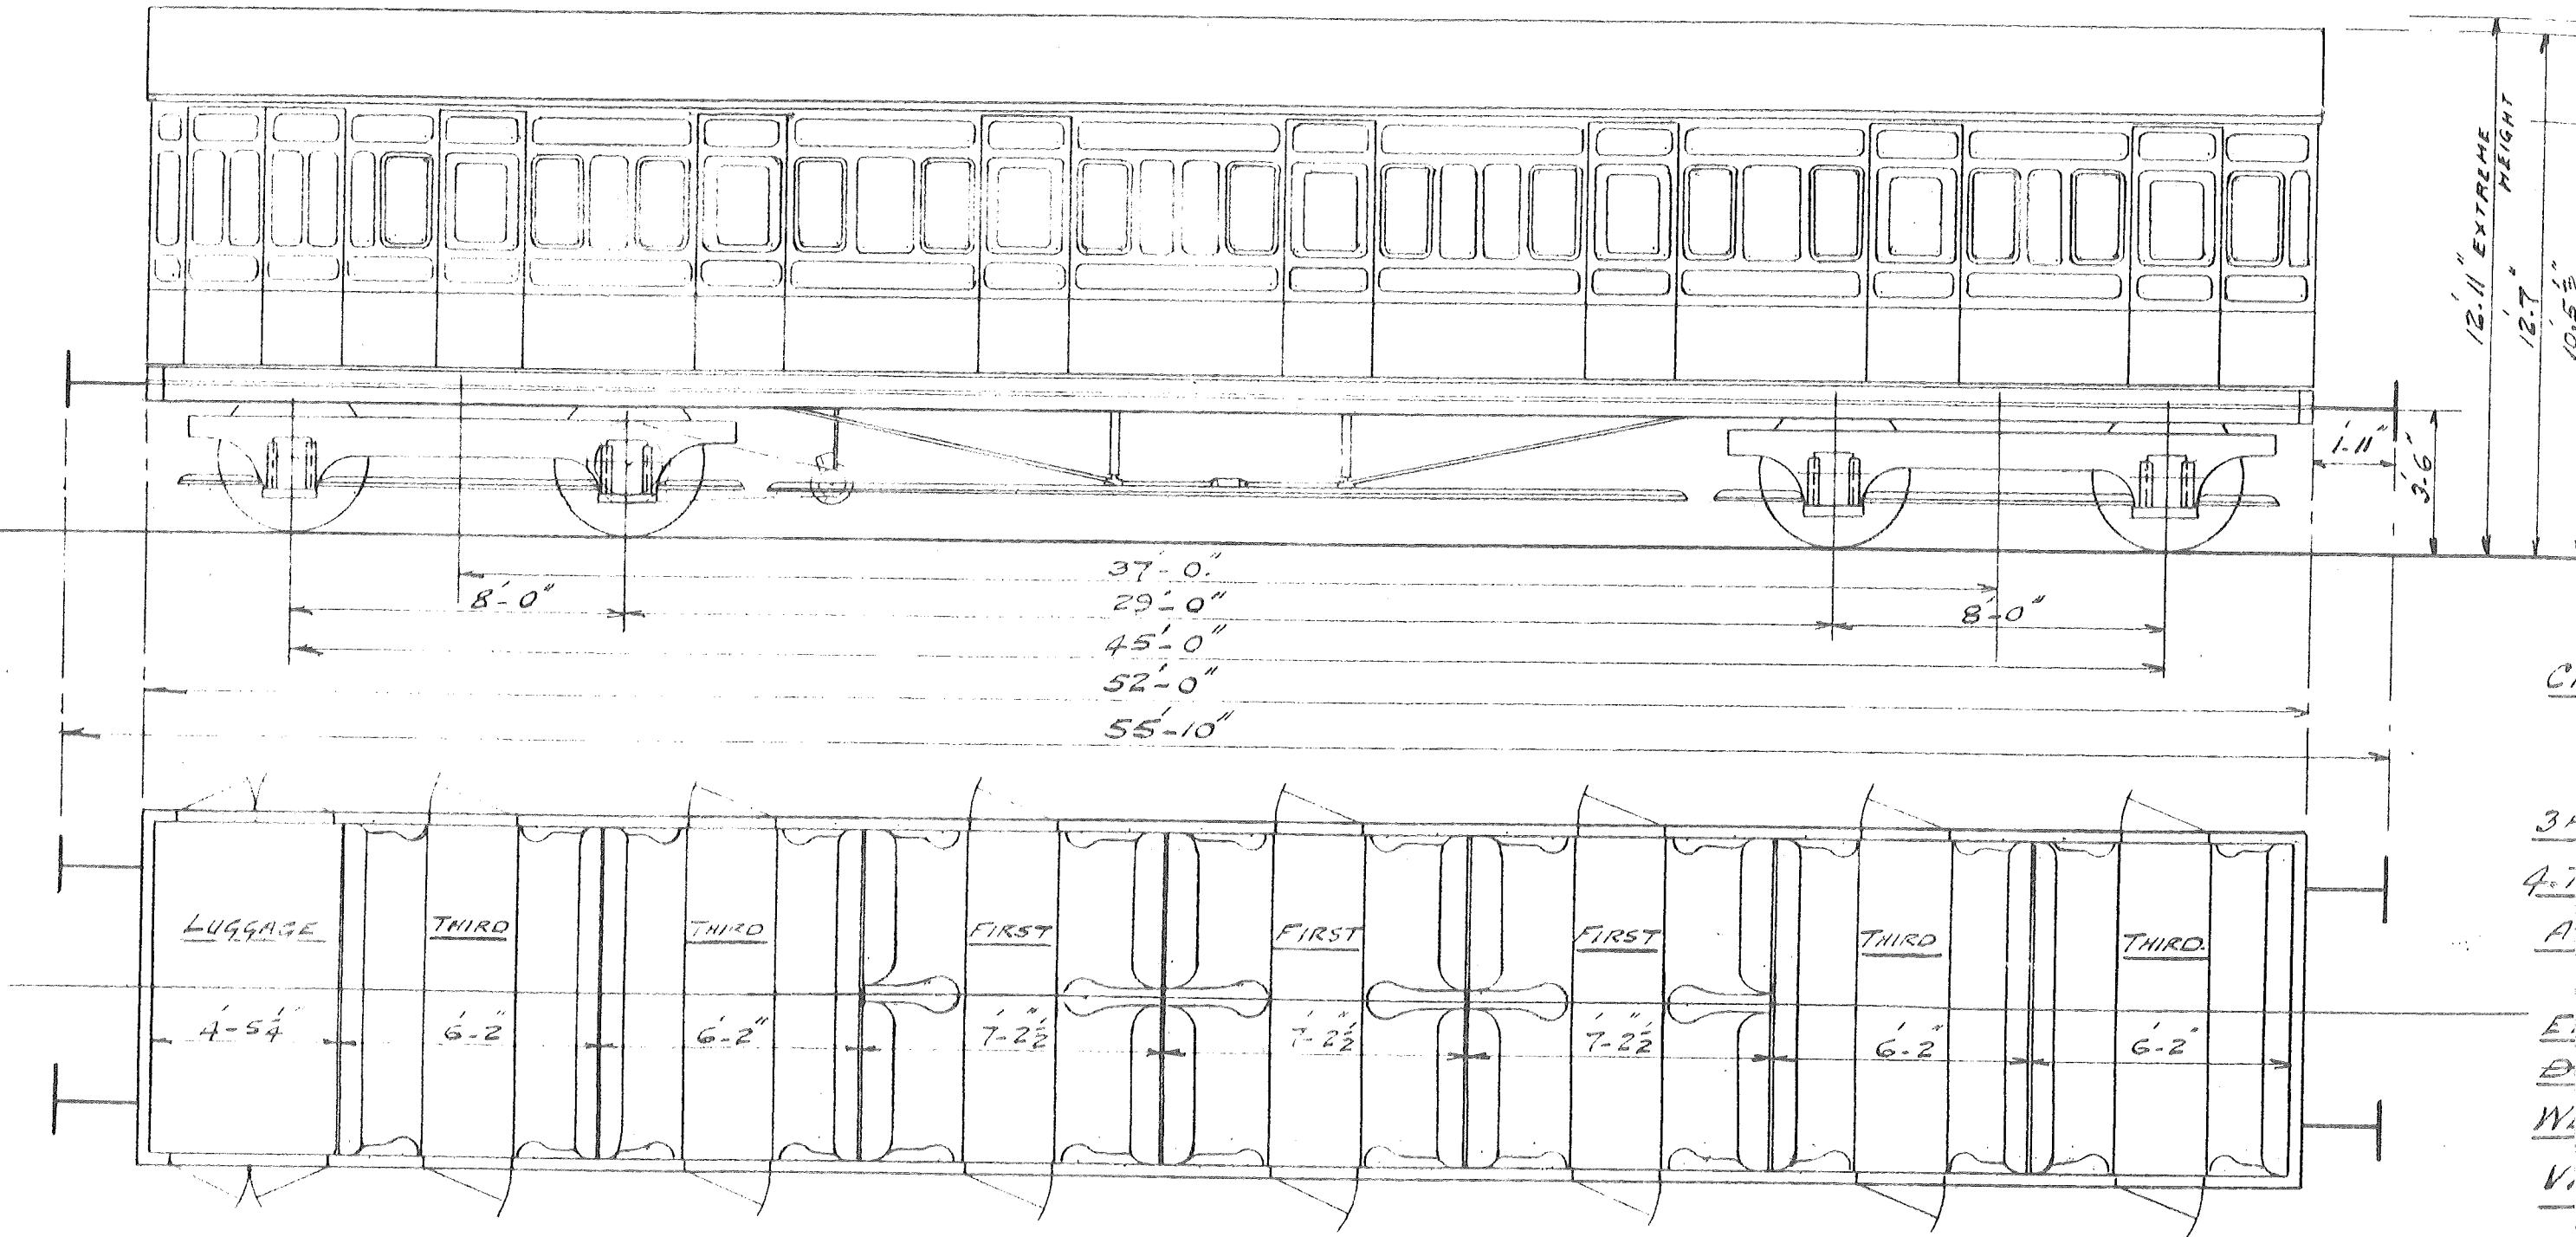 12'.11" EXTREME
HEIGHT
12'.7"
1'-11"
3'.6"
37'-0"
8'-0"
29'-0"
8'-0"
45'-0"
52'-0"
55'-10"
LUGGAGE
THIRD
THIRD
FIRST
FIRST
FIRST
THIRD
THIRD.
4'-5¼"
6'-2"
6'-2"
7'-2½"
7'-2½"
7'-2½"
6'-2"
6'-2"